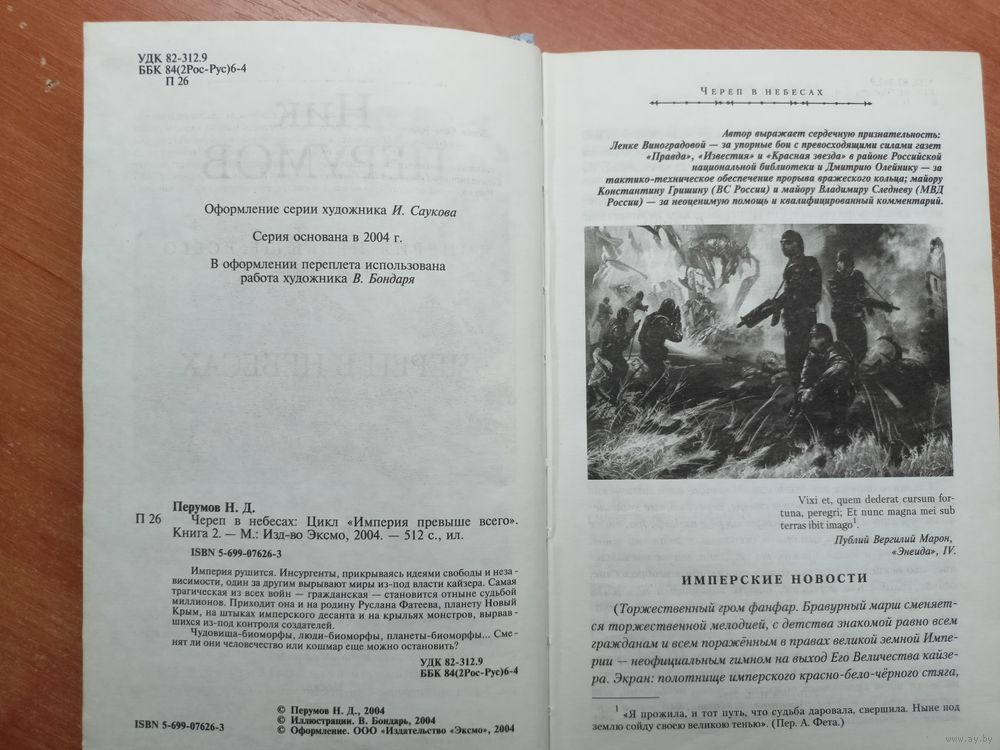 УДК 82-312.9
ББК 84(2Рос-Рус)6-4
П 26
Оформление серии художника И. Саукова
Серия основана в 2004 г.
В оформлении переплета использована
работа художника В. Бондаря
Перумов Н. Д.
П 26 Череп в небесах: Цикл «Империя превыше всего».
Книга 2. — М.: Изд-во Эксмо, 2004. — 512 с., ил.
ISBN 5-699-07626-3
Империя рушится. Инсургенты, прикрываясь идеями свободы и неза-
висимости, один за другим вырывают миры из-под власти кайзера. Самая
трагическая из всех войн — гражданская — становится отныне судьбой
миллионов. Приходит она и на родину Руслана Фатеева, планету Новый
Крым, на штыках имперского десанта и на крыльях монстров, вырвав-
шихся из-под контроля создателей.
Чудовища-биоморфы, люди-биоморфы, планеты-биоморфы... Сме-
нят ли они человечество или кошмар еще можно остановить?
УДК 82-312.9
ББК 84(2Рос-Рус)6-4
© Перумов Н. Д., 2004
© Иллюстрации. В. Бондарь, 2004
ISBN 5-699-07626-3 © Оформление. ООО «Издательство «Эксмо», 2004
Череп в небесах
Автор выражает сердечную признательность:
Ленке Виноградовой — за упорные бои с превосходящими силами газет
«Правда», «Известия» и «Красная звезда» в районе Российской
национальной библиотеки и Дмитрию Олейнику — за
тактико-техническое обеспечение прорыва вражеского кольца; майору
Константину Гришину (ВС России) и майору Владимиру Следневу (МВД
России) — за неоценимую помощь и квалифицированный комментарий.
Vixi et, quem dederat cursum for-
tuna, peregri; Et nunc magna mei sub
terras ibit imago¹.
Публий Вергилий Марон,
«Энеида», IV.
ИМПЕРСКИЕ НОВОСТИ
(Торжественный гром фанфар. Бравурный марш сменяет-
ся торжественной мелодией, с детства знакомой равно всем
гражданам и всем поражённым в правах великой земной Импе-
рии — неофициальным гимном на выход Его Величества кайзе-
ра. Экран: полотнище имперского красно-бело-чёрного стяга,
¹ «Я прожила, и тот путь, что судьба даровала, свершила. Ныне под
землю сойду своею великою тенью». (Пер. А. Фета.)
www.ay.by